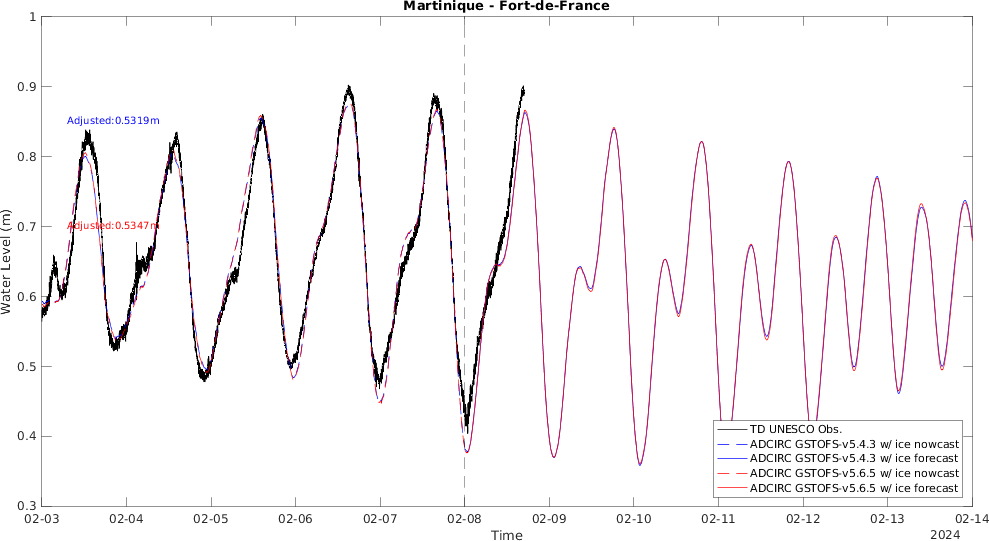 Martinique - Fort-de-France
1
0.9
0.8
0.7
0.6
0.5
0.4
0.3
Water Level (m)
Adjusted:0.5319m
Adjusted:0.5347m
TD UNESCO Obs.
ADCIRC GSTOFS-v5.4.3 w/ ice nowcast
ADCIRC GSTOFS-v5.4.3 w/ ice forecast
ADCIRC GSTOFS-v5.6.5 w/ ice nowcast
ADCIRC GSTOFS-v5.6.5 w/ ice forecast
02-03 02-04 02-05 02-06 02-07 02-08 02-09 02-10 02-11 02-12 02-13 02-14
Time
2024